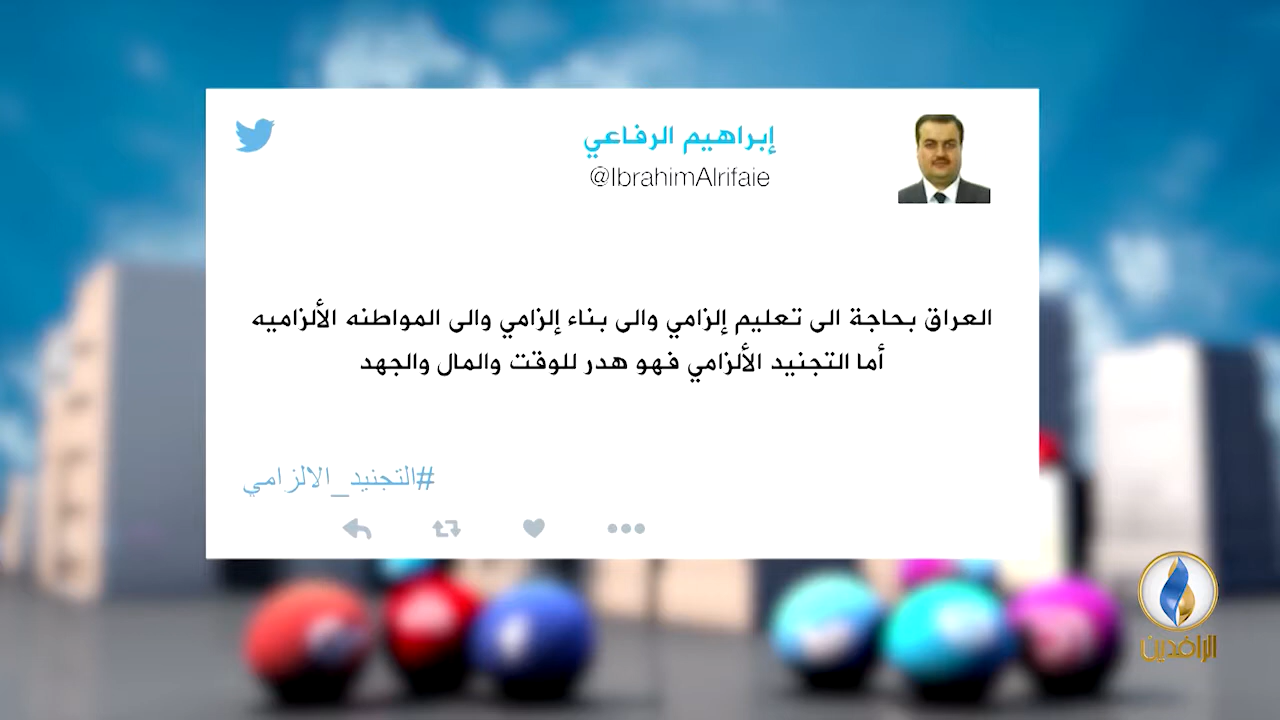 إبراهيم الرفاعي
@IbrahimAlrifaie
العراق بحاجة الى تعليم إلزامي والى بناء إلزامي والى المواطنه الألزاميه
أما التجنيد الألزامي فهو هدر للوقت والمال والجهد
#التجنيد_الالزامي
الرافدين